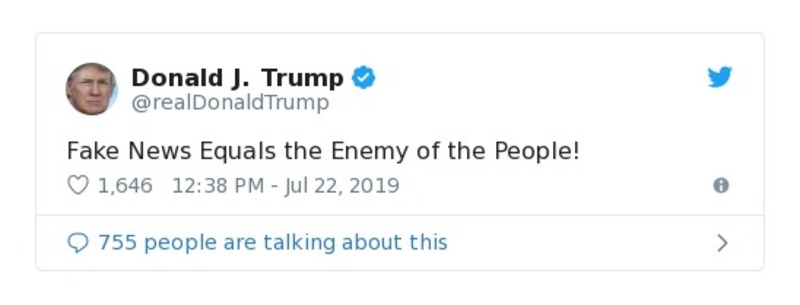 Donald J. Trump
@realDonaldTrump
Fake News Equals the Enemy of the People!
1,646 12:38 PM - Jul 22, 2019
755 people are talking about this